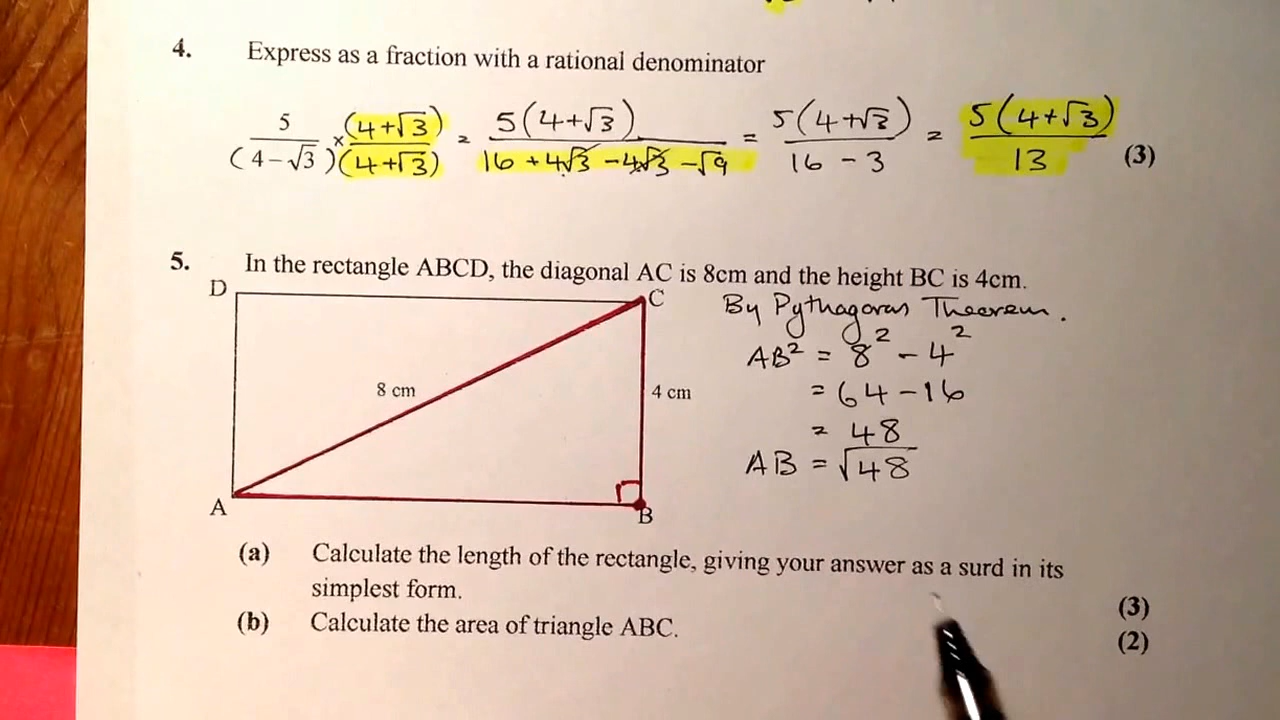 4. Express as a fraction with a rational denominator
5/(4-√3) × (4+√3)/(4+√3) = 5(4+√3)/(16+4√3-4√3-√9) = 5(4+√3)/(16-3) = 5(4+√3)/13 (3)
5. In the rectangle ABCD, the diagonal AC is 8cm and the height BC is 4cm.
D C
By Pythagoras Theorem.
AB² = 8² - 4²
8 cm 4 cm
= 64 - 16
= 48
AB = √48
A B
(a) Calculate the length of the rectangle, giving your answer as a surd in its
simplest form. (3)
(b) Calculate the area of triangle ABC. (2)